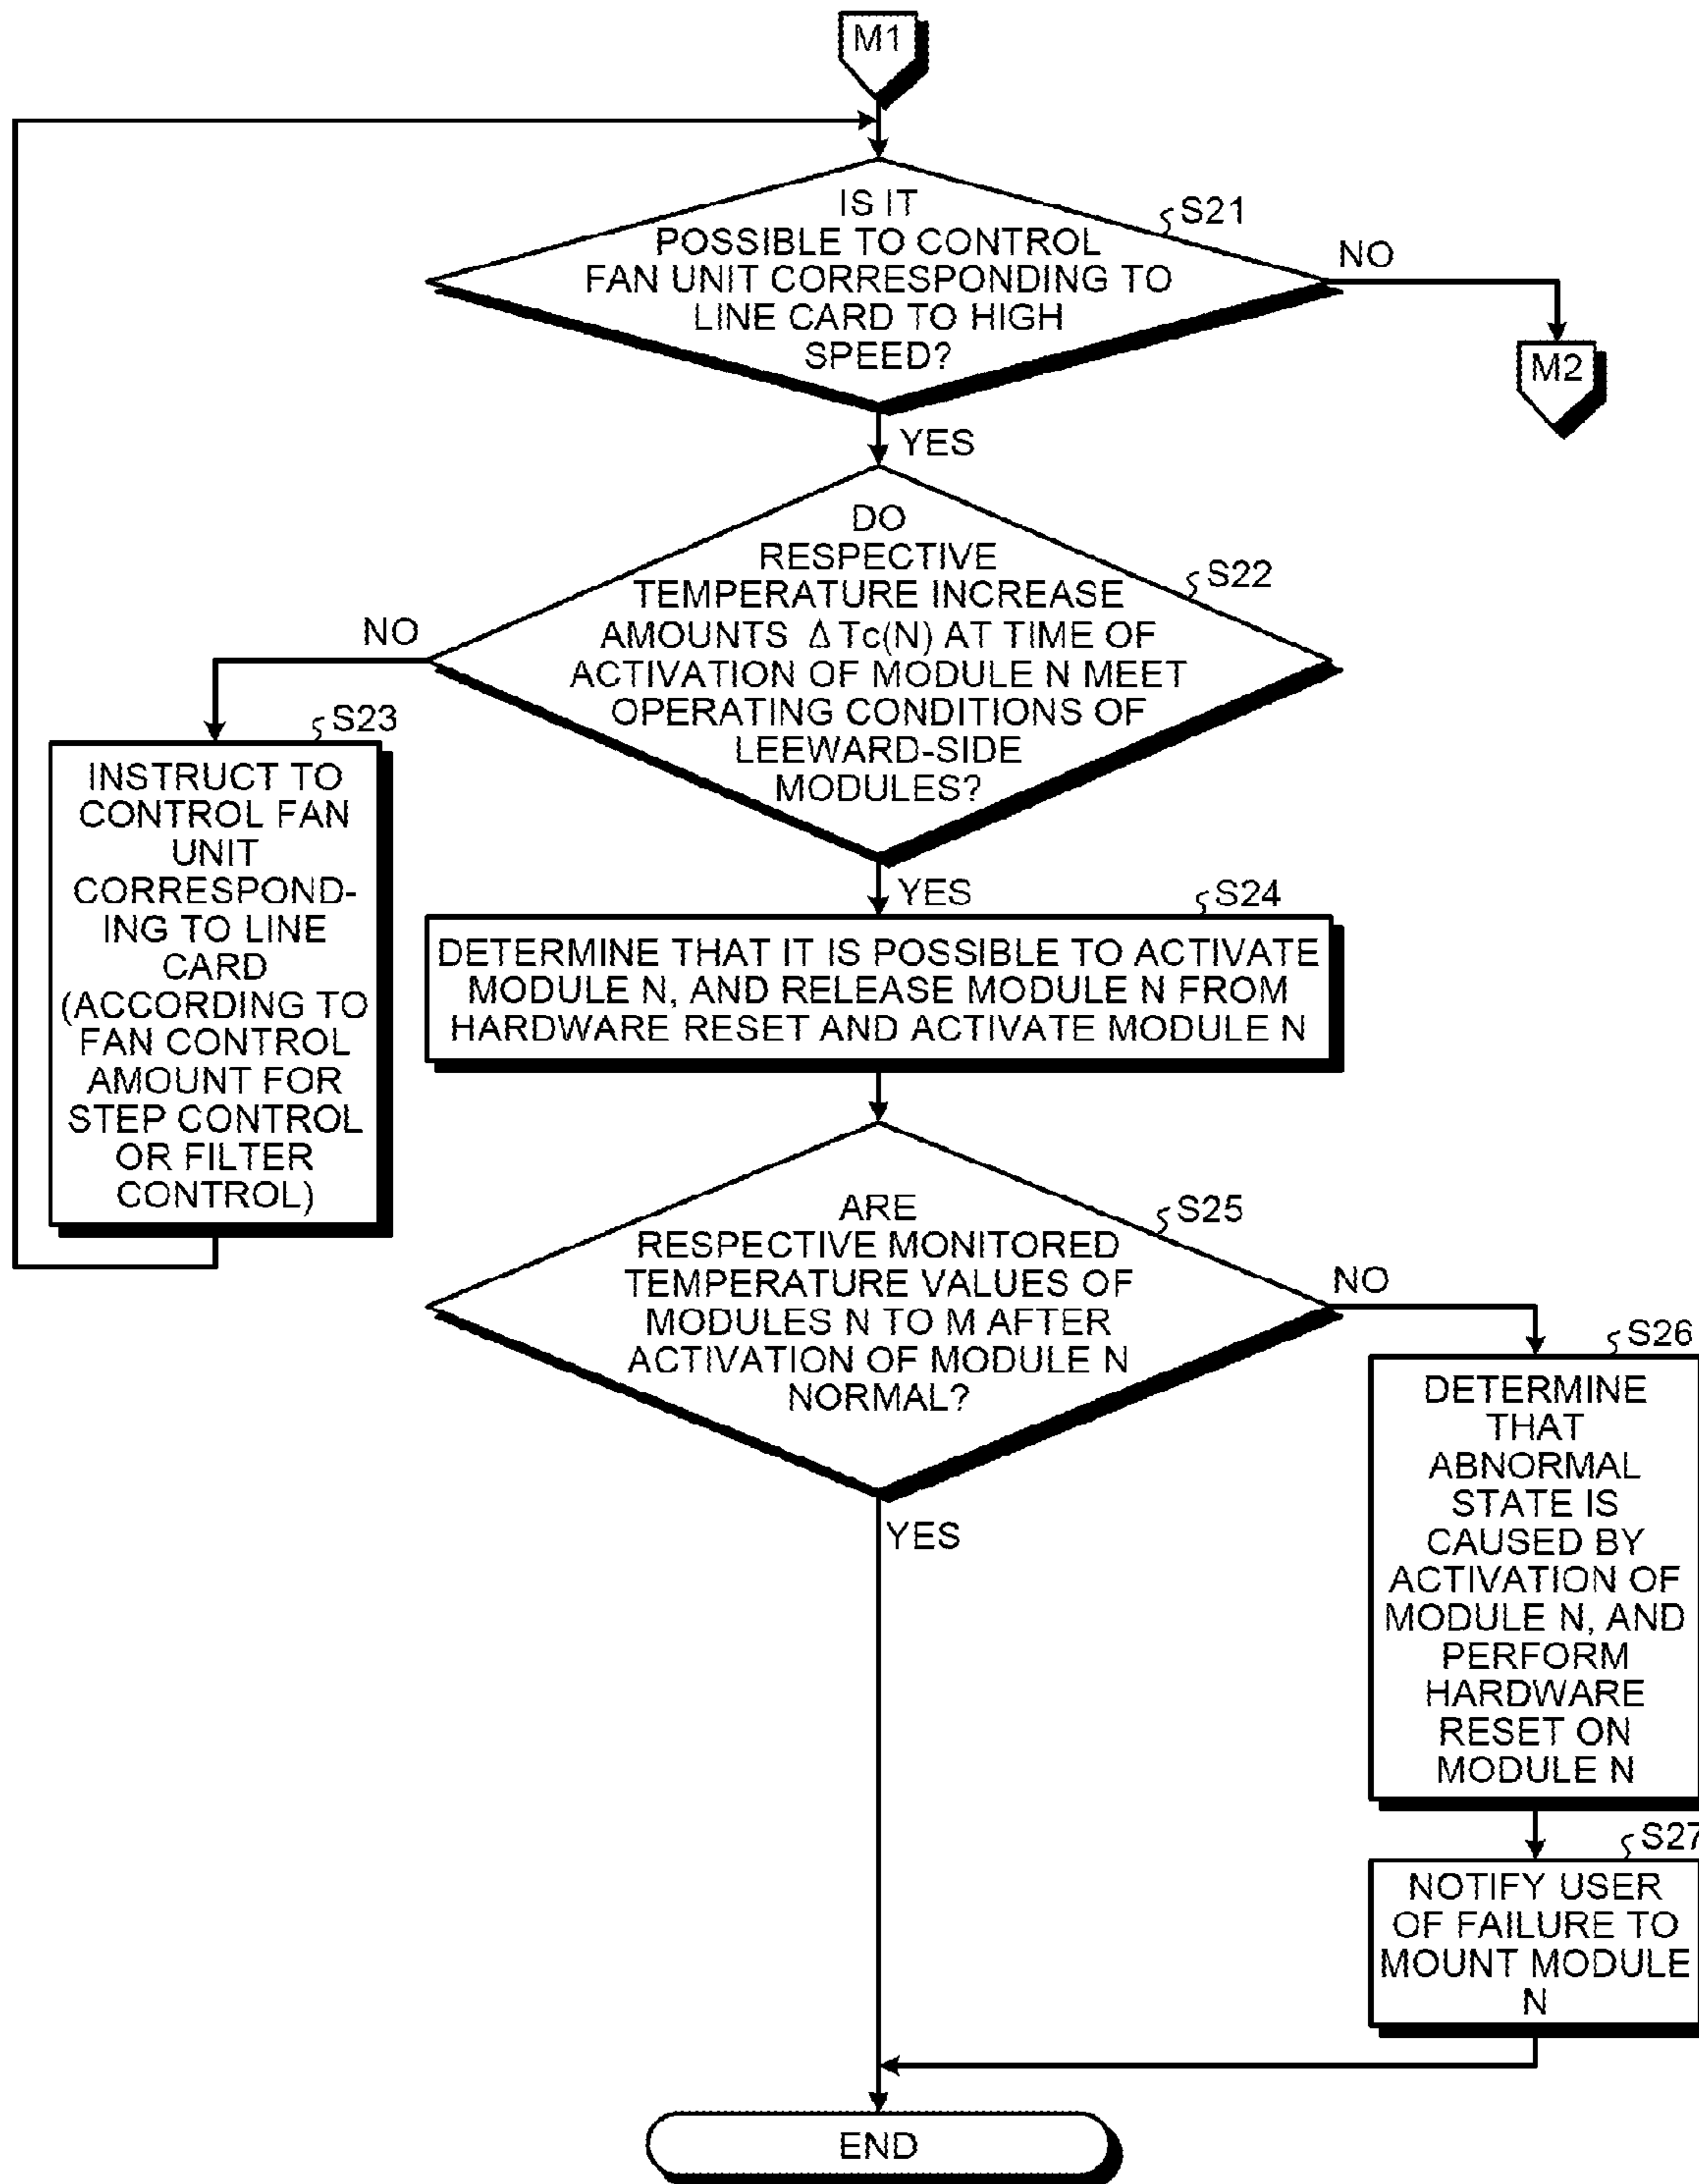 M1
IS IT
POSSIBLE TO CONTROL
FAN UNIT CORRESPONDING TO
LINE CARD TO HIGH
SPEED?
S21
NO
M2
YES
DO
RESPECTIVE
TEMPERATURE INCREASE
AMOUNTS ΔTc(N) AT TIME OF
ACTIVATION OF MODULE N MEET
OPERATING CONDITIONS OF
LEEWARD-SIDE
MODULES?
S22
NO
S23
INSTRUCT TO
CONTROL FAN
UNIT
CORRESPOND-
ING TO LINE
CARD
(ACCORDING TO
FAN CONTROL
AMOUNT FOR
STEP CONTROL
OR FILTER
CONTROL)
YES
S24
DETERMINE THAT IT IS POSSIBLE TO ACTIVATE
MODULE N, AND RELEASE MODULE N FROM
HARDWARE RESET AND ACTIVATE MODULE N
ARE
RESPECTIVE MONITORED
TEMPERATURE VALUES OF
MODULES N TO M AFTER
ACTIVATION OF MODULE N
NORMAL?
S25
NO
YES
S26
DETERMINE
THAT
ABNORMAL
STATE IS
CAUSED BY
ACTIVATION OF
MODULE N, AND
PERFORM
HARDWARE
RESET ON
MODULE N
S27
NOTIFY USER
OF FAILURE TO
MOUNT MODULE
N
END